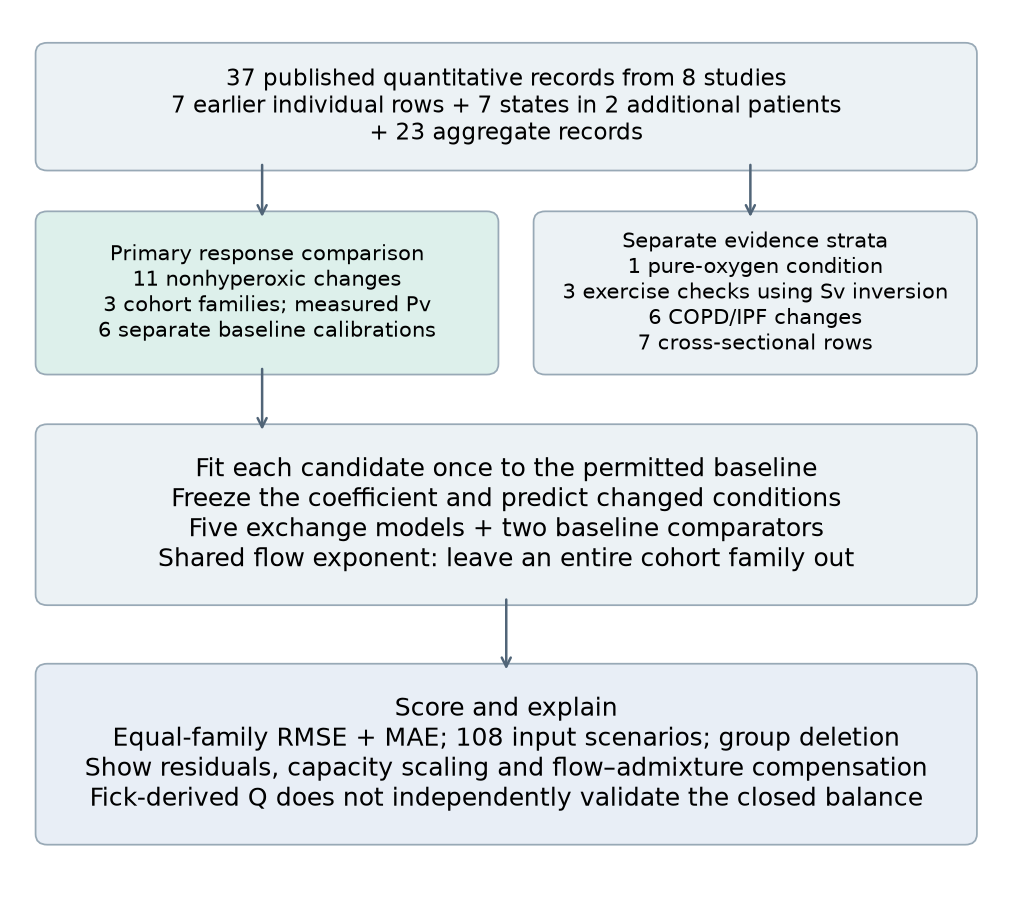 37 published quantitative records from 8 studies
7 earlier individual rows + 7 states in 2 additional patients
+ 23 aggregate records
Primary response comparison
11 nonhyperoxic changes
3 cohort families; measured Pv
6 separate baseline calibrations
Separate evidence strata
1 pure-oxygen condition
3 exercise checks using Sv inversion
6 COPD/IPF changes
7 cross-sectional rows
Fit each candidate once to the permitted baseline
Freeze the coefficient and predict changed conditions
Five exchange models + two baseline comparators
Shared flow exponent: leave an entire cohort family out
Score and explain
Equal-family RMSE + MAE; 108 input scenarios; group deletion
Show residuals, capacity scaling and flow–admixture compensation
Fick-derived Q does not independently validate the closed balance